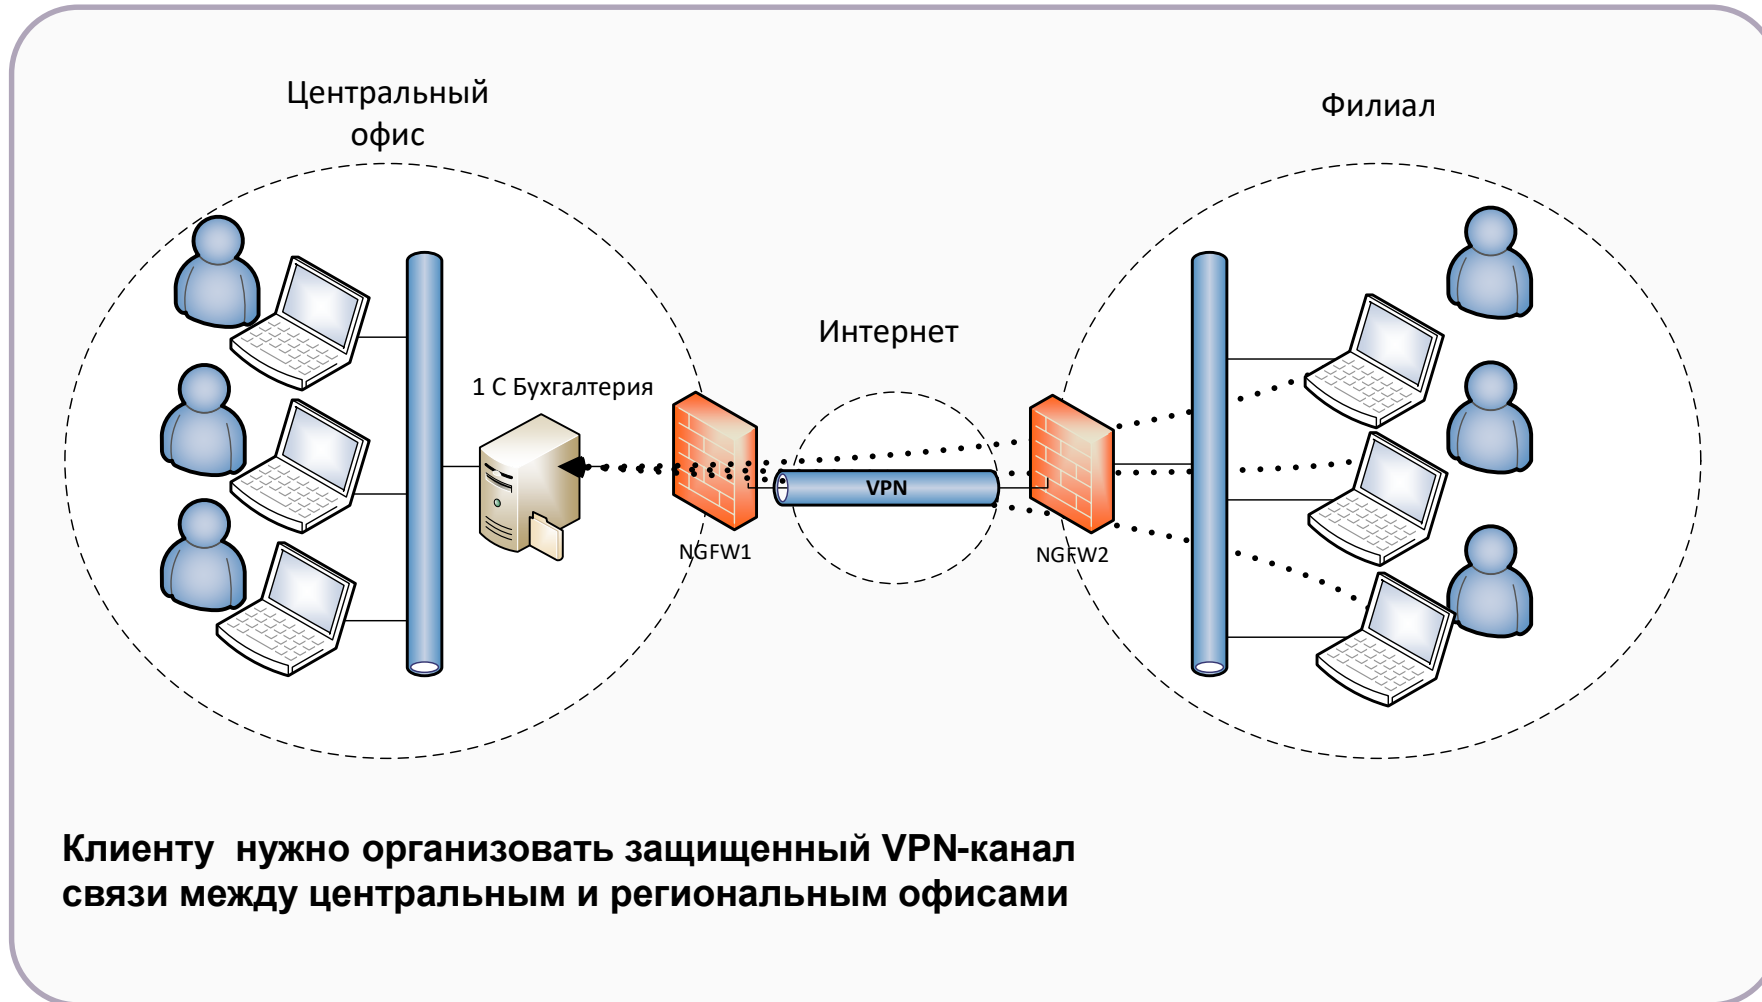 Центральный
офис
Филиал
Интернет
1 С Бухгалтерия
VPN
NGFW1
NGFW2
Клиенту нужно организовать защищенный VPN-канал
связи между центральным и региональным офисами